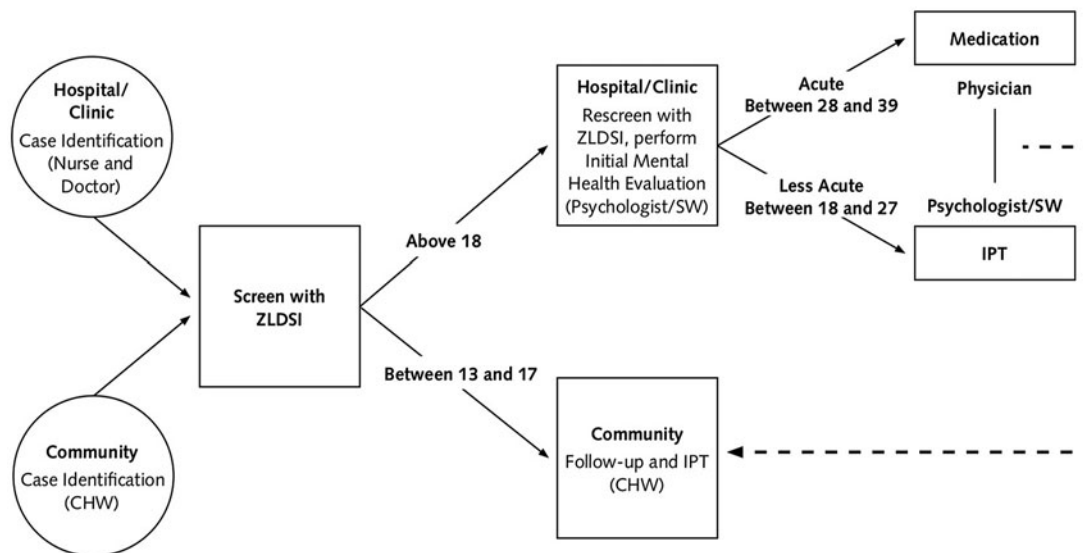 Hospital/
Clinic
Case Identification
(Nurse and
Doctor)
Community
Case Identification
(CHW)
Screen with
ZLDSI
Above 18
Between 13 and 17
Hospital/Clinic
Rescreen with
ZLDSI, perform
Initial Mental
Health Evaluation
(Psychologist/SW)
Community
Follow-up and IPT
(CHW)
Acute
Between 28 and 39
Less Acute
Between 18 and 27
Medication
Physician
Psychologist/SW
IPT